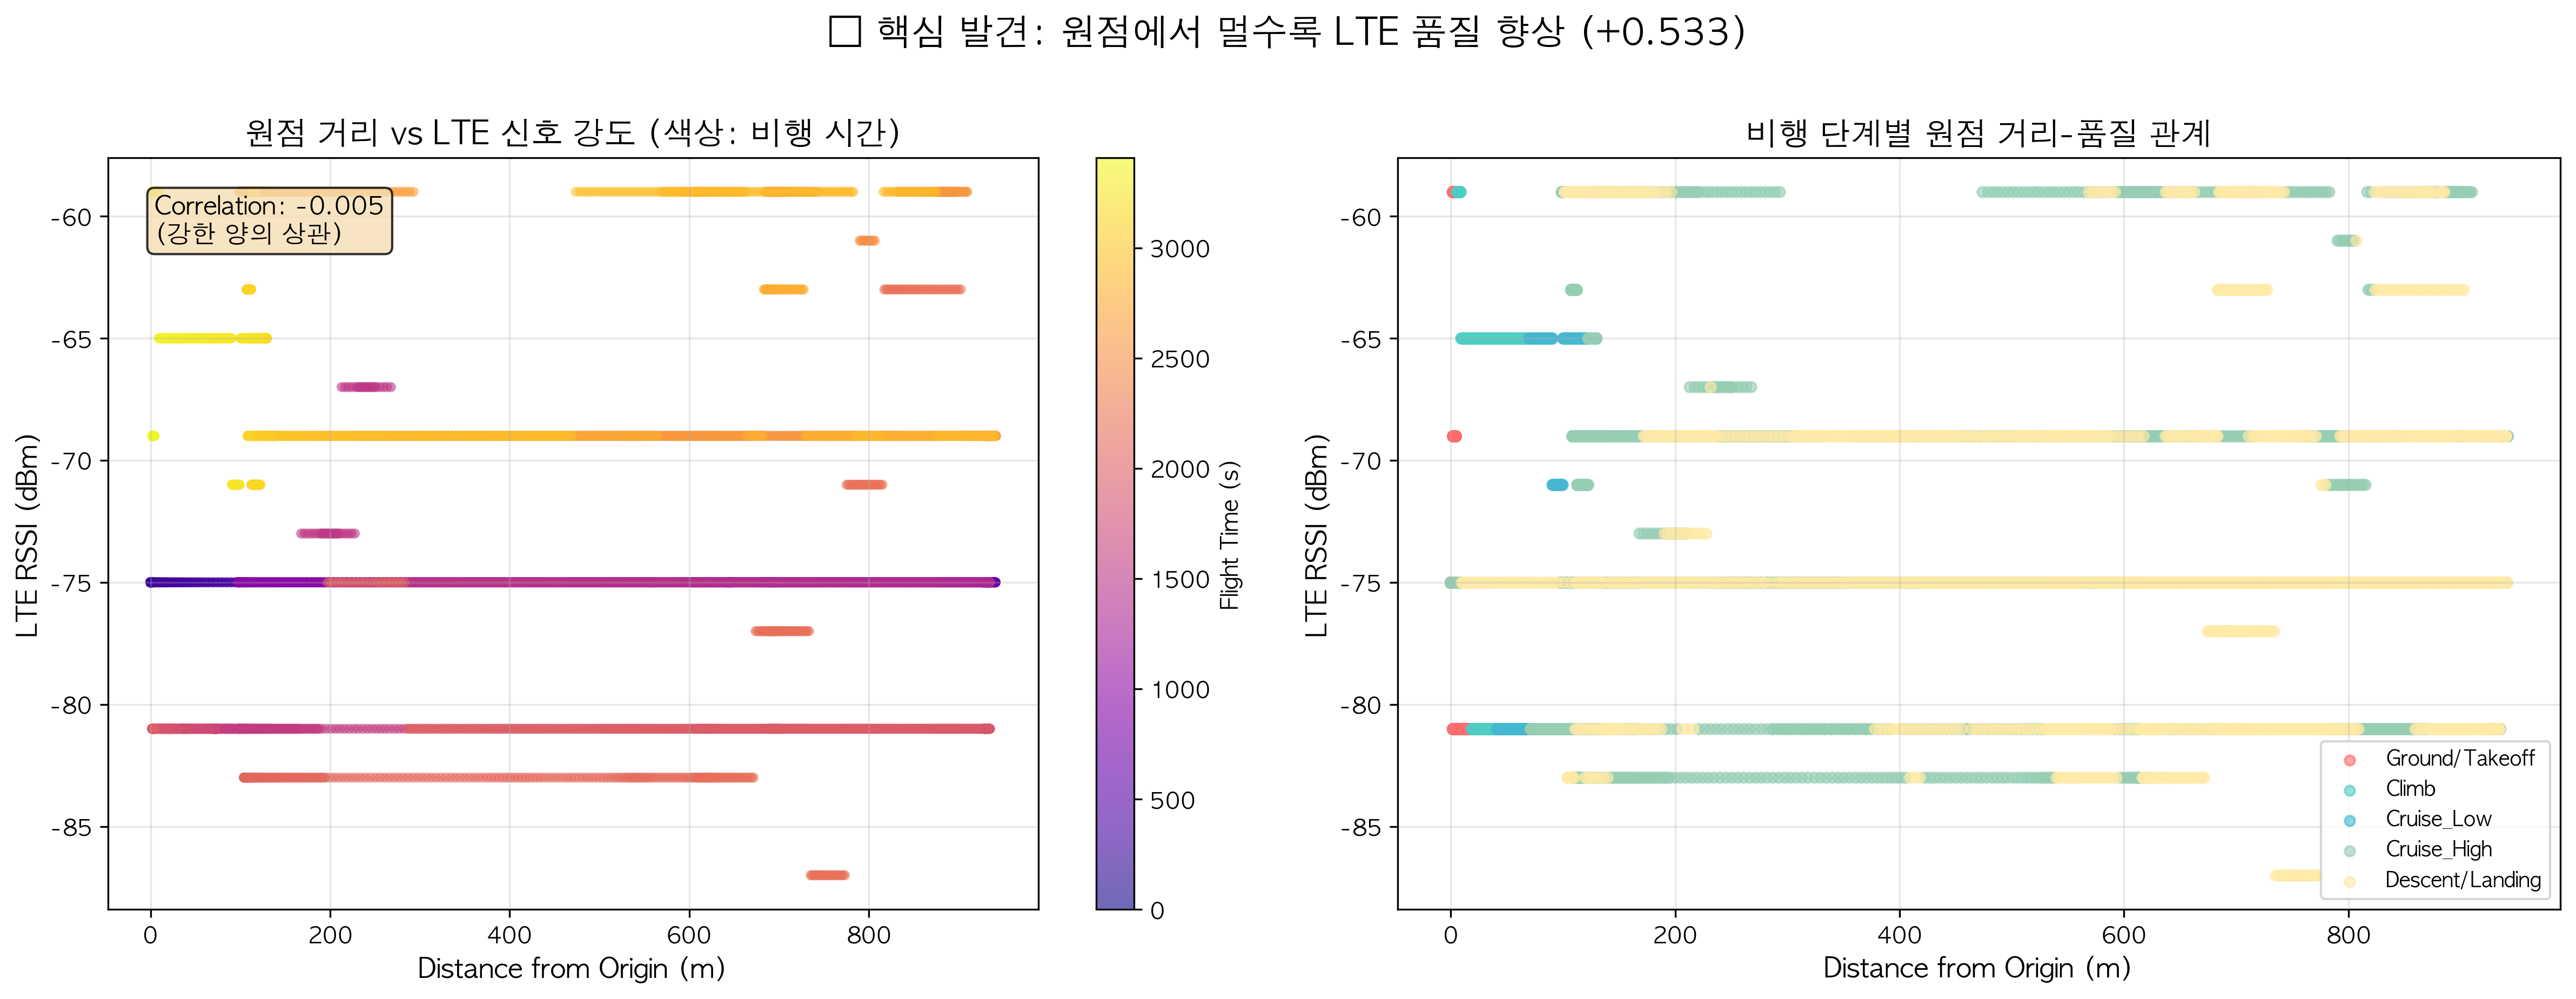 □ 핵심 발견: 원점에서 멀수록 LTE 품질 향상 (+0.533)
원점 거리 vs LTE 신호 강도 (색상: 비행 시간)
Correlation: -0.005
(강한 양의 상관)
-60
-65
-70
-75
-80
-85
LTE RSSI (dBm)
0
200
400
600
800
Distance from Origin (m)
3000
2500
2000
1500
1000
500
0
Flight Time (s)
비행 단계별 원점 거리-품질 관계
-60
-65
-70
-75
-80
-85
LTE RSSI (dBm)
0
200
400
600
800
Distance from Origin (m)
Ground/Takeoff
Climb
Cruise_Low
Cruise_High
Descent/Landing